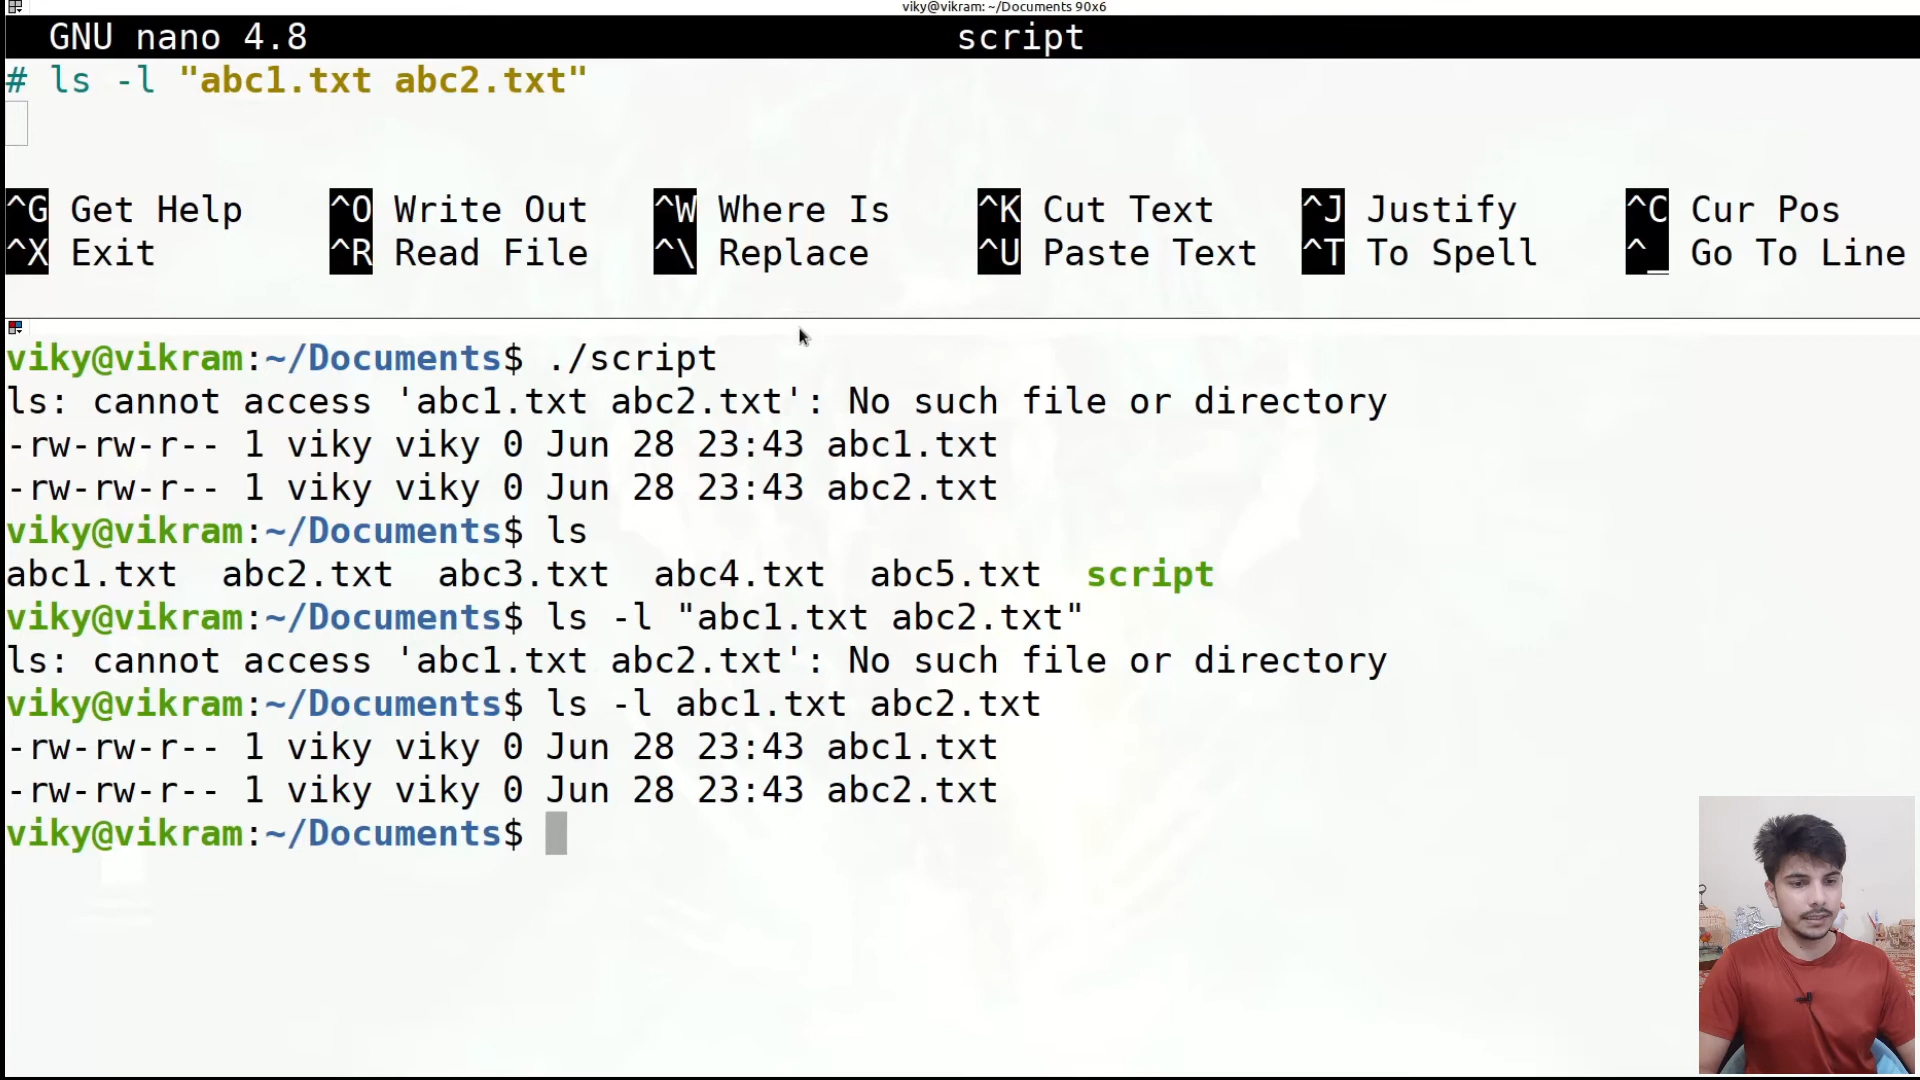 viky@vikram: ~/Documents 90x6
GNU nano 4.8 script
# ls -l "abc1.txt abc2.txt"
^G Get Help ^O Write Out ^W Where Is ^K Cut Text ^J Justify ^C Cur Pos
^X Exit ^R Read File ^\ Replace ^U Paste Text ^T To Spell ^_ Go To Line
viky@vikram:~/Documents$ ./script
ls: cannot access 'abc1.txt abc2.txt': No such file or directory
-rw-rw-r-- 1 viky viky 0 Jun 28 23:43 abc1.txt
-rw-rw-r-- 1 viky viky 0 Jun 28 23:43 abc2.txt
viky@vikram:~/Documents$ ls
abc1.txt abc2.txt abc3.txt abc4.txt abc5.txt script
viky@vikram:~/Documents$ ls -l "abc1.txt abc2.txt"
ls: cannot access 'abc1.txt abc2.txt': No such file or directory
viky@vikram:~/Documents$ ls -l abc1.txt abc2.txt
-rw-rw-r-- 1 viky viky 0 Jun 28 23:43 abc1.txt
-rw-rw-r-- 1 viky viky 0 Jun 28 23:43 abc2.txt
viky@vikram:~/Documents$